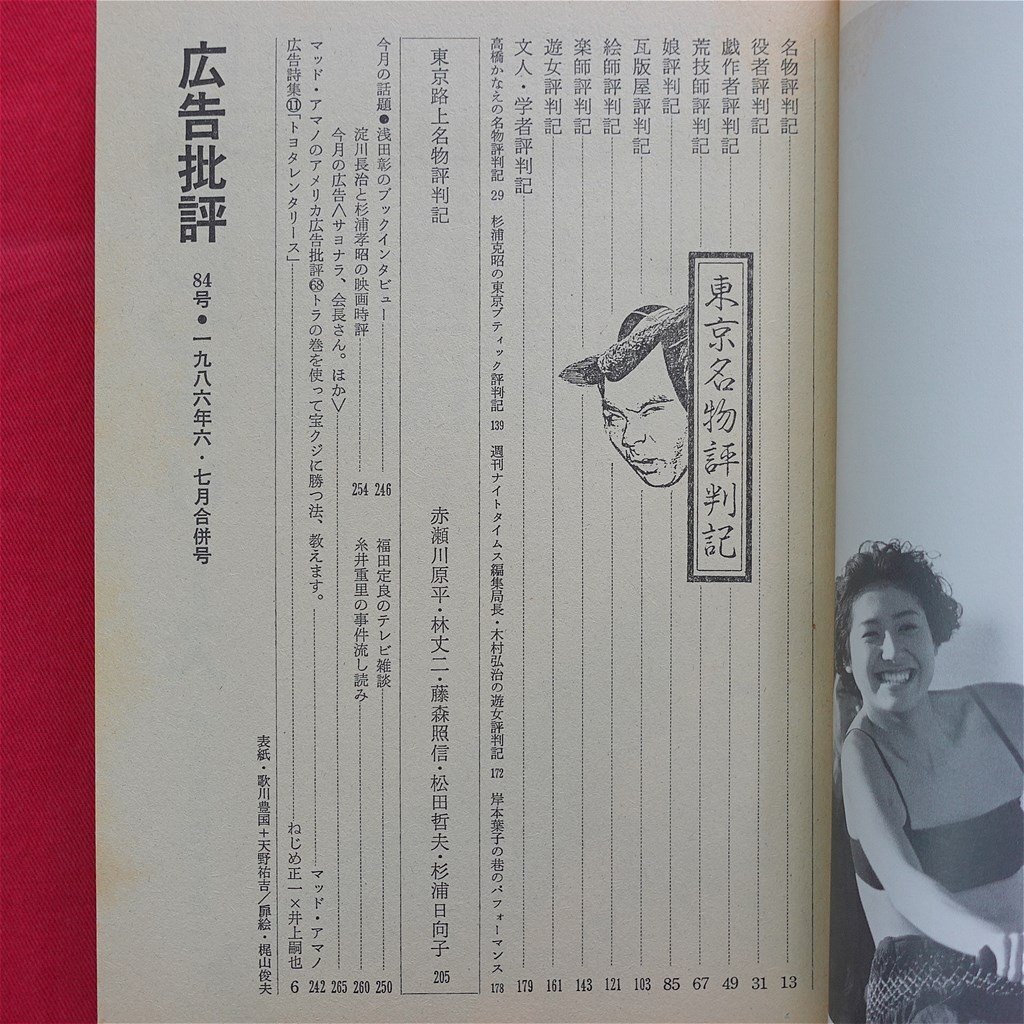 東京名物評判記
名物評判記 13
役者評判記 31
戯作者評判記 49
荒技師評判記 67
娘評判記 85
瓦版屋評判記 103
絵師評判記 121
楽師評判記 143
遊女評判記 161
文人・学者評判記 179
高橋かなえの名物評判記 29 杉浦克昭の東京ブティック評判記 139 週刊ナイトタイムス編集局長・木村弘治の遊女評判記 172 岸本葉子の巷のパフォーマンス 178
東京路上名物評判記 赤瀬川原平・林丈二・藤森照信・松田哲夫・杉浦日向子 205
今月の話題●浅田彰のブックインタビュー 246 福田定良のテレビ雑談 250
淀川長治と杉浦孝昭の映画時評 254 糸井重里の事件流し読み 260
今月の広告〈サヨナラ、会長さん。ほか〉 265
マッド・アマノのアメリカ広告批評68トラの巻を使って宝クジに勝つ法、教えます。 マッド・アマノ 242
広告詩集⑪「トヨタレンタリース」 ねじめ正一×井上嗣也 6
表紙・歌川豊国+天野祐吉/扉絵・梶山俊夫
広告批評 84号●一九八六年六・七月合併号